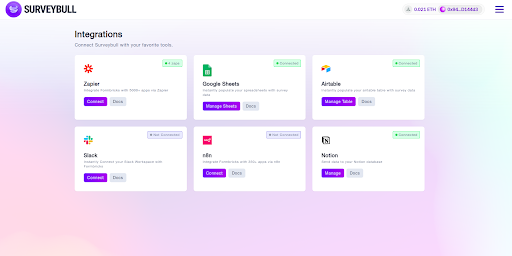 SURVEYBULL
0.021 ETH
Integrations
Connect Surveybull with your favorite tools.
Zapier
Integrate Formbricks with 5000+ apps via Zapier
Connect Docs
Connected
Google Sheets
Instantly populate your spreadsheets with survey
data
Manage Sheets Docs
Connected
Airtable
Instantly populate your airtable table with survey data
Manage Table Docs
Not Connected
Slack
Instantly Connect your Slack Workspace with
Formbricks
Connect Docs
Not Connected
n8n
Integrate Formbricks with 350+ apps via n8n
Connect Docs
Connected
Notion
Send data to your Notion database
Manage Docs